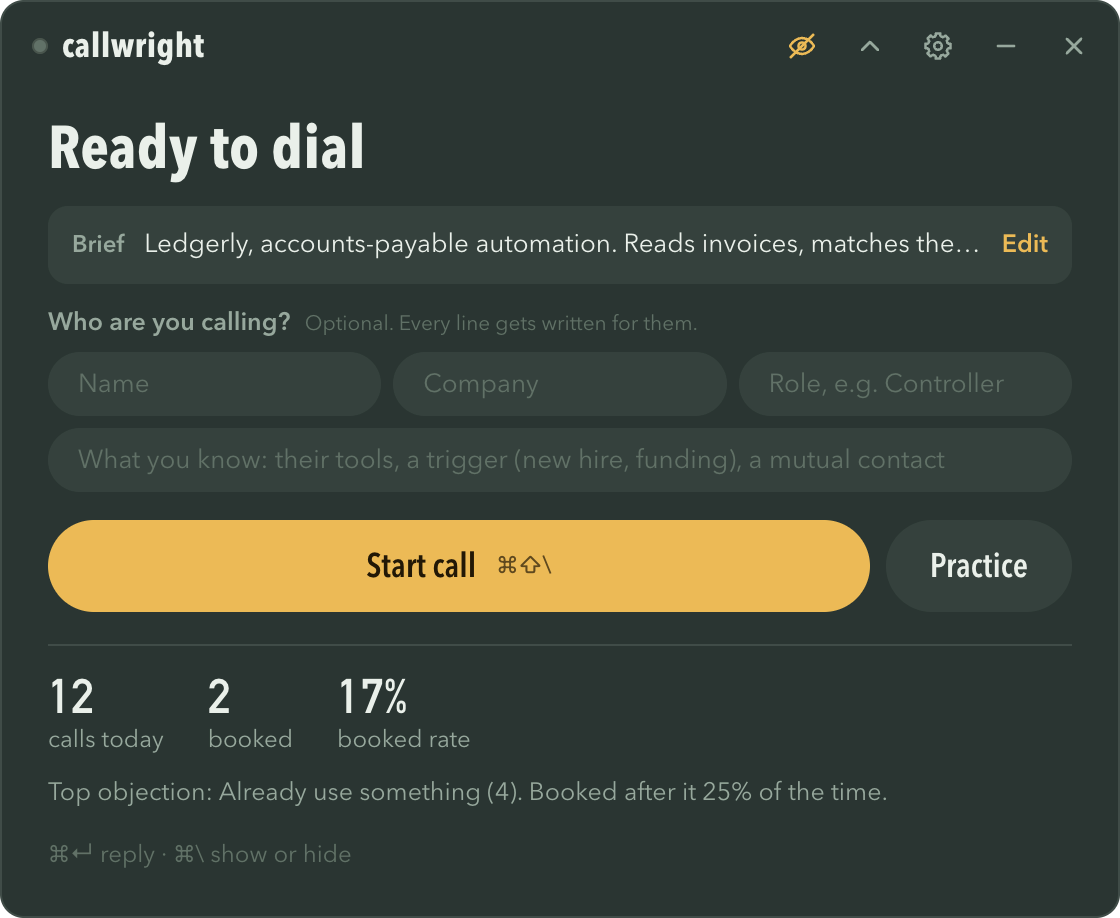 callwright
Ready to dial
Brief Ledgerly, accounts-payable automation. Reads invoices, matches the… Edit
Who are you calling? Optional. Every line gets written for them.
Name Company Role, e.g. Controller
What you know: their tools, a trigger (new hire, funding), a mutual contact
Start call ⌘⇧\ Practice
12 2 17%
calls today booked booked rate
Top objection: Already use something (4). Booked after it 25% of the time.
⌘↵ reply · ⌘\ show or hide